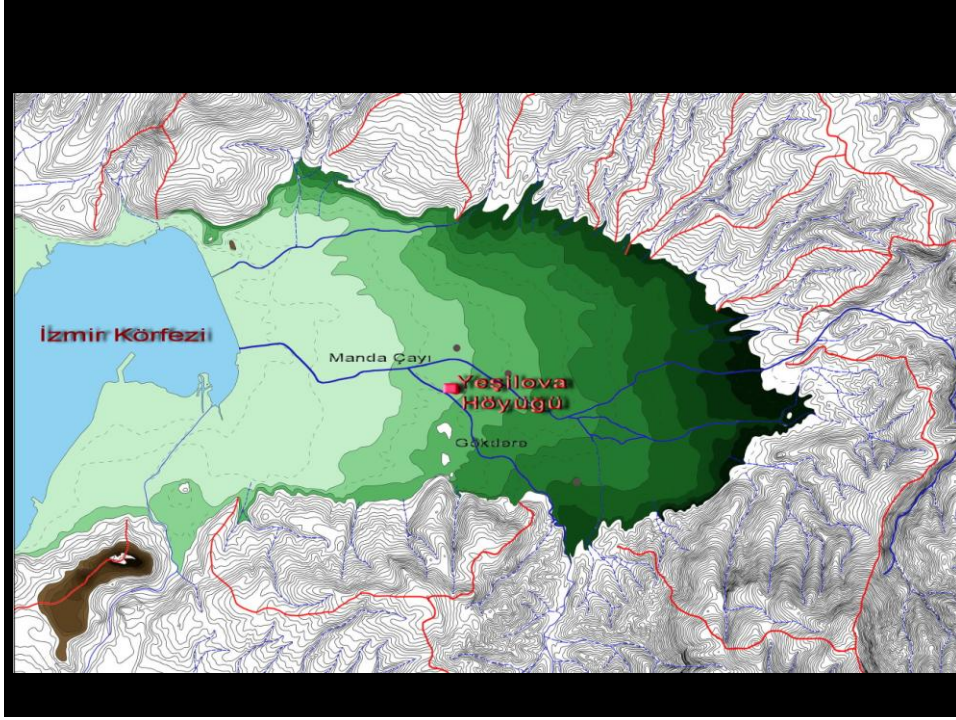 İzmir Körfezi
Manda Çayı
Yeşilova
Höyüğü
Gökdere